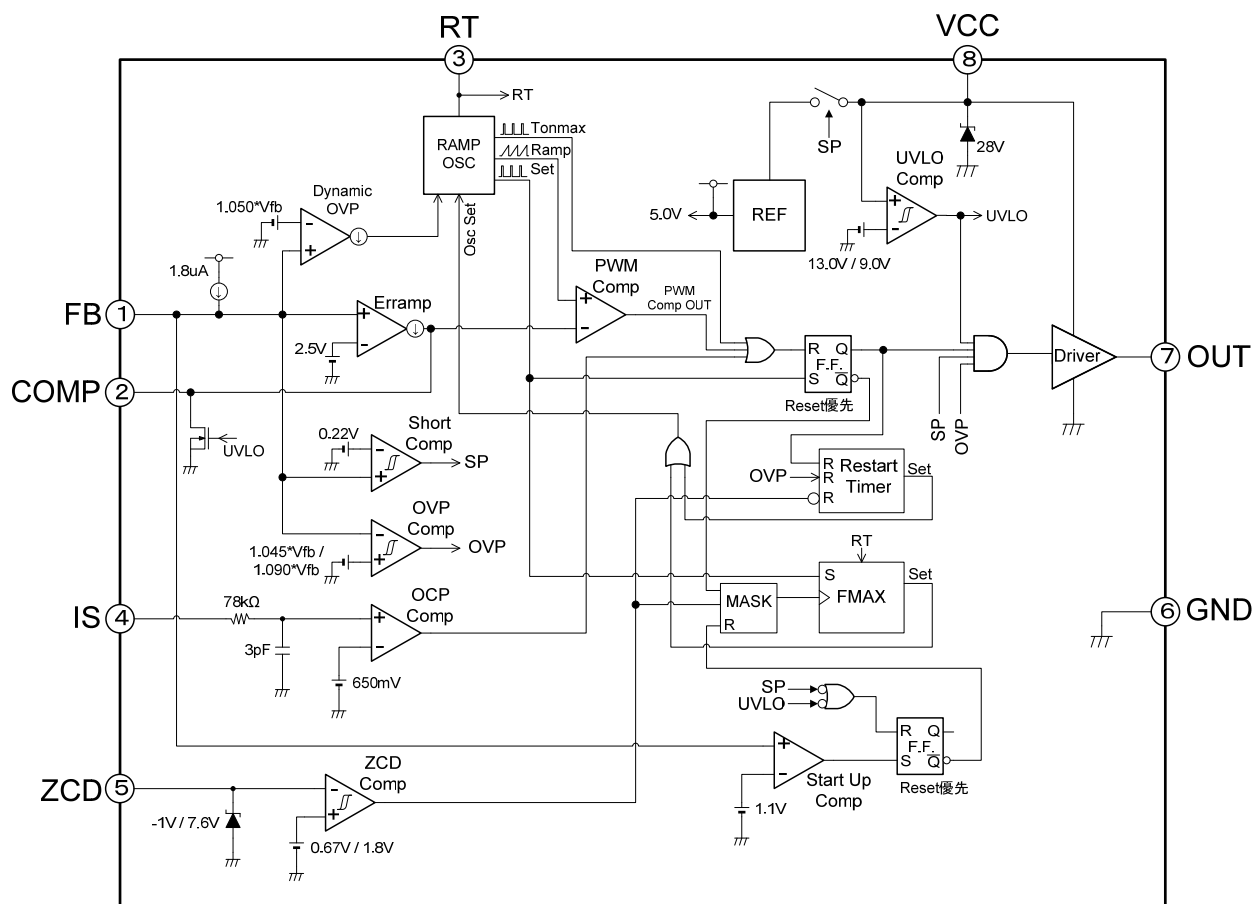 RT
3
RT
VCC
8
SP
28V
UVLO
Comp
+
-
UVLO
13.0V / 9.0V
REF
5.0V
RAMP
OSC
Tonmax
Ramp
Set
Osc Set
Dynamic
OVP
1.050*Vfb
-
+
1.8uA
FB
1
Erramp
+
-
2.5V
PWM
Comp
+
-
PWM
Comp OUT
R Q
F.F.
S Q
Reset優先
SP
OVP
Driver
7
OUT
COMP
2
UVLO
0.22V
Short
Comp
-
+
SP
OVP
Comp
-
+
OVP
1.045*Vfb /
1.090*Vfb
OVP
R
R
R
Restart
Timer
Set
RT
S
FMAX
Set
MASK
R
IS
4
78kΩ
3pF
OCP
Comp
+
-
650mV
6
GND
SP
UVLO
R Q
F.F.
S Q
Reset優先
+
-
Start Up
Comp
1.1V
ZCD
5
ZCD
Comp
-
+
-1V / 7.6V
0.67V / 1.8V